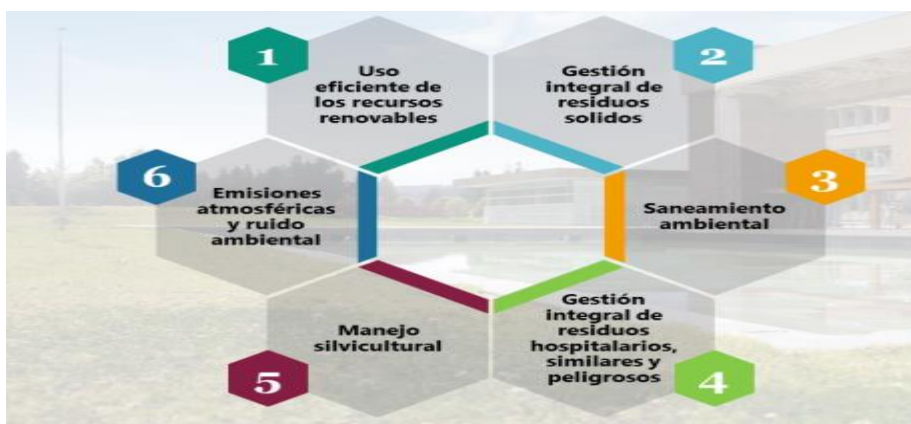 1
Uso
eficiente de
los recursos
renovables
2
Gestión
integral de
residuos
solidos
3
Saneamiento
ambiental
4
Gestión
integral de
residuos
hospitalarios,
similares y
peligrosos
5
Manejo
silvicultural
6
Emisiones
atmosféricas
y ruido
ambiental